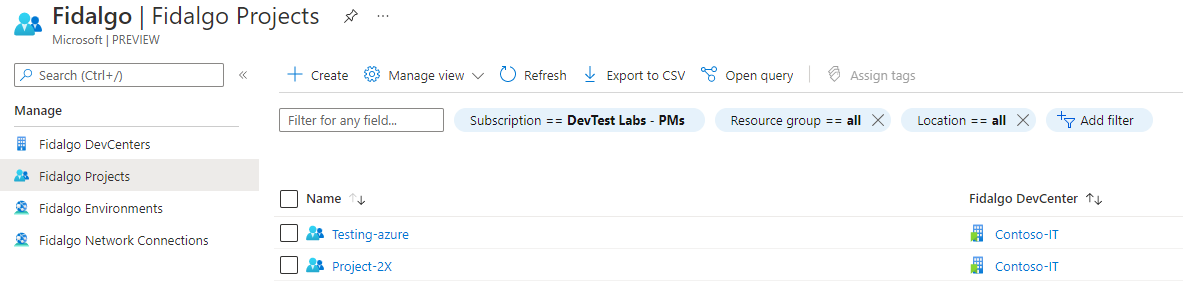 Fidalgo | Fidalgo Projects
Microsoft | PREVIEW
Search (Ctrl+/)
Manage
Fidalgo DevCenters
Fidalgo Projects
Fidalgo Environments
Fidalgo Network Connections
Create Manage view Refresh Export to CSV Open query Assign tags
Filter for any field... Subscription == DevTest Labs - PMs Resource group == all Location == all Add filter
Name Fidalgo DevCenter
Testing-azure Contoso-IT
Project-2X Contoso-IT